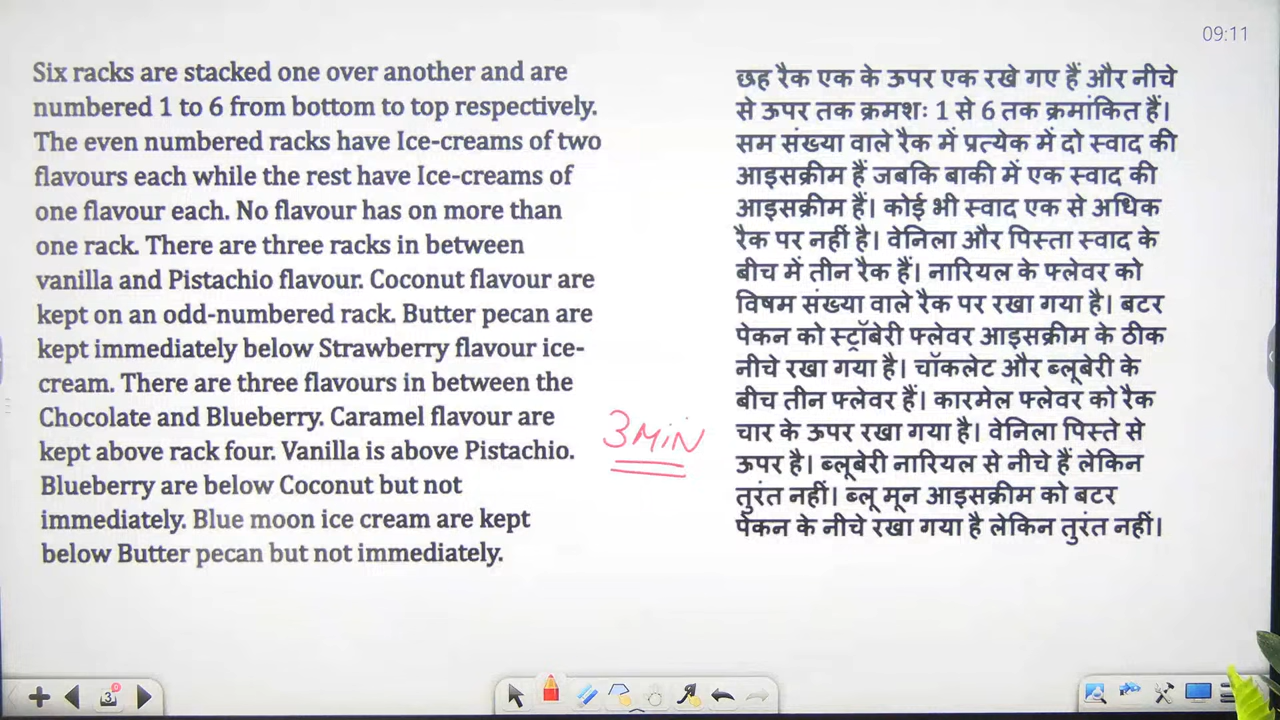 09:11
Six racks are stacked one over another and are
numbered 1 to 6 from bottom to top respectively.
The even numbered racks have Ice-creams of two
flavours each while the rest have Ice-creams of
one flavour each. No flavour has on more than
one rack. There are three racks in between
vanilla and Pistachio flavour. Coconut flavour are
kept on an odd-numbered rack. Butter pecan are
kept immediately below Strawberry flavour ice-
cream. There are three flavours in between the
Chocolate and Blueberry. Caramel flavour are
kept above rack four. Vanilla is above Pistachio.
Blueberry are below Coconut but not
immediately. Blue moon ice cream are kept
below Butter pecan but not immediately.
3 MIN
छह रैक एक के ऊपर एक रखे गए हैं और नीचे
से ऊपर तक क्रमशः 1 से 6 तक क्रमांकित हैं।
सम संख्या वाले रैक में प्रत्येक में दो स्वाद की
आइसक्रीम हैं जबकि बाकी में एक स्वाद की
आइसक्रीम हैं। कोई भी स्वाद एक से अधिक
रैक पर नहीं है। वेनिला और पिस्ता स्वाद के
बीच में तीन रैक हैं। नारियल के फ्लेवर को
विषम संख्या वाले रैक पर रखा गया है। बटर
पेकन को स्ट्रॉबेरी फ्लेवर आइसक्रीम के ठीक
नीचे रखा गया है। चॉकलेट और ब्लूबेरी के
बीच तीन फ्लेवर हैं। कारमेल फ्लेवर को रैक
चार के ऊपर रखा गया है। वेनिला पिस्ते से
ऊपर है। ब्लूबेरी नारियल से नीचे हैं लेकिन
तुरंत नहीं। ब्लू मून आइसक्रीम को बटर
पेकन के नीचे रखा गया है लेकिन तुरंत नहीं।
3